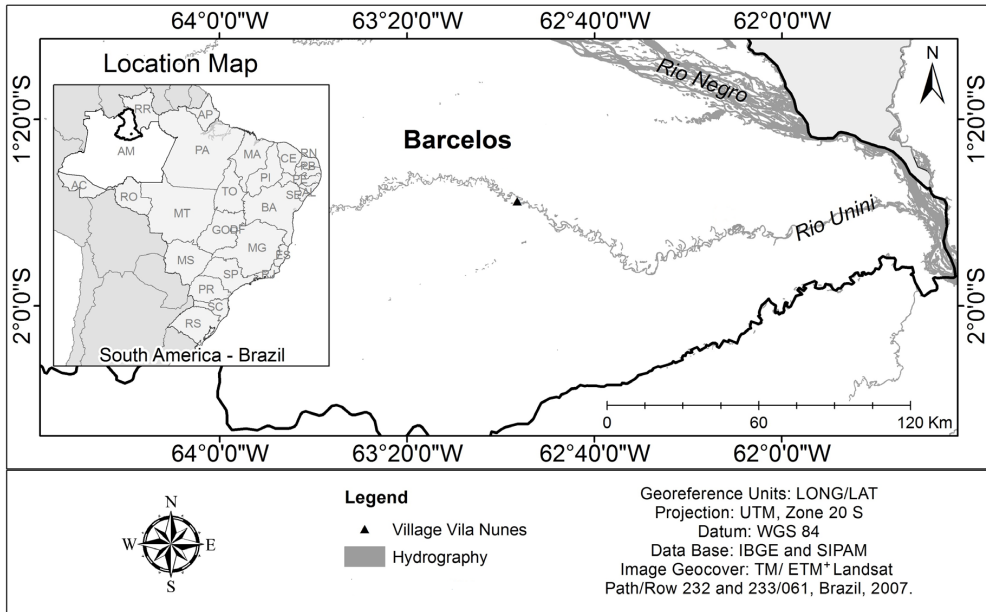 64°0'0"W 63°20'0"W 62°40'0"W 62°0'0"W
Location Map
N
Rio Negro
1°20'0"S
1°20'0"S
Barcelos
RR
AP
AM
PA
MA
CE
RN
PB
PI
PE
AC
TO
AL
RO
SE
BA
MT
GO
DF
MG
MS
ES
SP
RJ
PR
SC
RS
South America - Brazil
Rio Unini
2°0'0"S
2°0'0"S
0 60 120 Km
64°0'0"W 63°20'0"W 62°40'0"W 62°0'0"W
N
W E
S
Legend
Village Vila Nunes
Hydrography
Georeference Units: LONG/LAT
Projection: UTM, Zone 20 S
Datum: WGS 84
Data Base: IBGE and SIPAM
Image Geocover: TM/ ETM⁺ Landsat
Path/Row 232 and 233/061, Brazil, 2007.